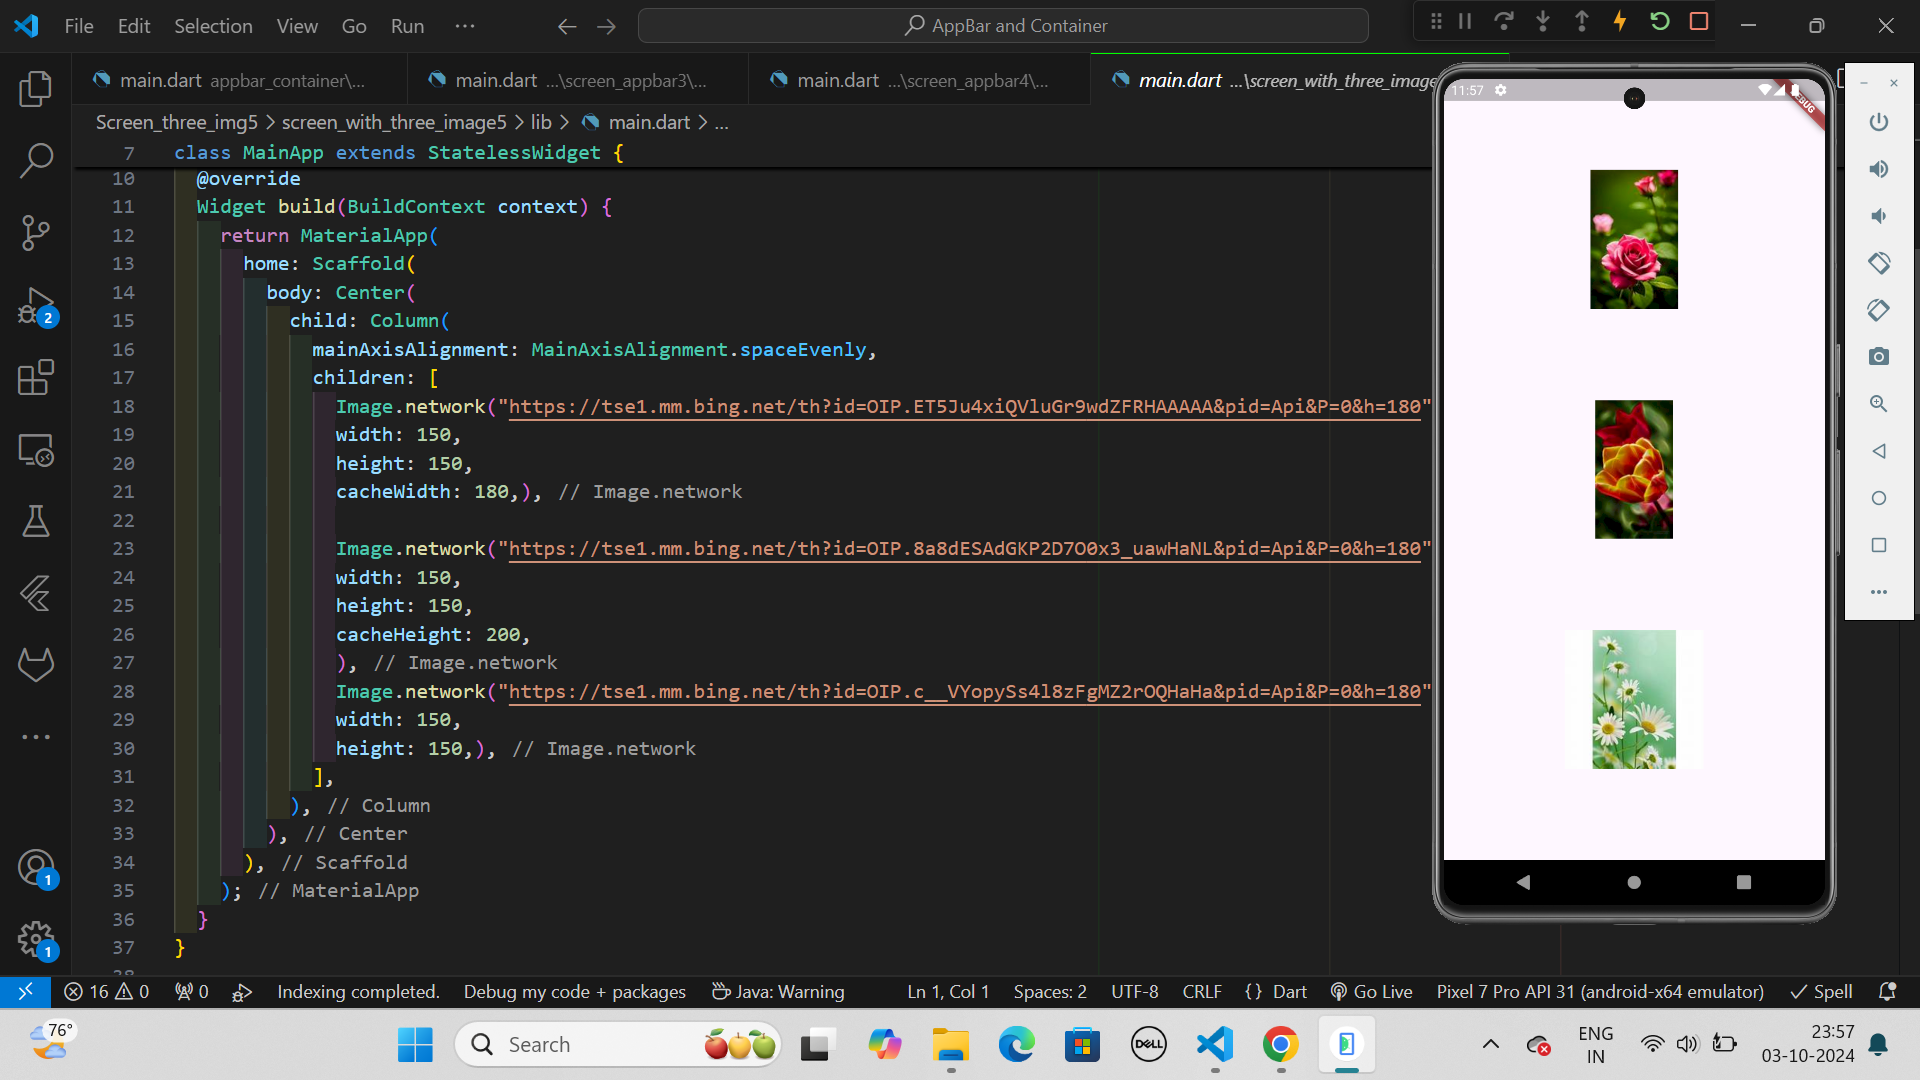 File Edit Selection View Go Run ...
AppBar and Container
main.dart appbar_container\...
main.dart ...\screen_appbar3\...
main.dart ...\screen_appbar4\...
main.dart ...\screen_with_three_image
Screen_three_img5 > screen_with_three_image5 > lib > main.dart > ...
7 class MainApp extends StatelessWidget {
10 @override
11 Widget build(BuildContext context) {
12 return MaterialApp(
13 home: Scaffold(
14 body: Center(
15 child: Column(
16 mainAxisAlignment: MainAxisAlignment.spaceEvenly,
17 children: [
18 Image.network("https://tse1.mm.bing.net/th?id=OIP.ET5Ju4xiQVluGr9wdZFRHAAAAA&pid=Api&P=0&h=180"
19 width: 150,
20 height: 150,
21 cacheWidth: 180,), // Image.network
22
23 Image.network("https://tse1.mm.bing.net/th?id=OIP.8a8dESAdGKP2D7O0x3_uawHaNL&pid=Api&P=0&h=180"
24 width: 150,
25 height: 150,
26 cacheHeight: 200,
27 ), // Image.network
28 Image.network("https://tse1.mm.bing.net/th?id=OIP.c__VYopySs4l8zFgMZ2rOQHaHa&pid=Api&P=0&h=180"
29 width: 150,
30 height: 150,), // Image.network
31 ],
32 ), // Column
33 ), // Center
34 ), // Scaffold
35 ); // MaterialApp
36 }
37 }
2
1
1
11:57
DEBUG
16 0 0 Indexing completed. Debug my code + packages Java: Warning Ln 1, Col 1 Spaces: 2 UTF-8 CRLF {} Dart Go Live Pixel 7 Pro API 31 (android-x64 emulator) Spell
76°
Search
DELL
ENG
IN
23:57
03-10-2024